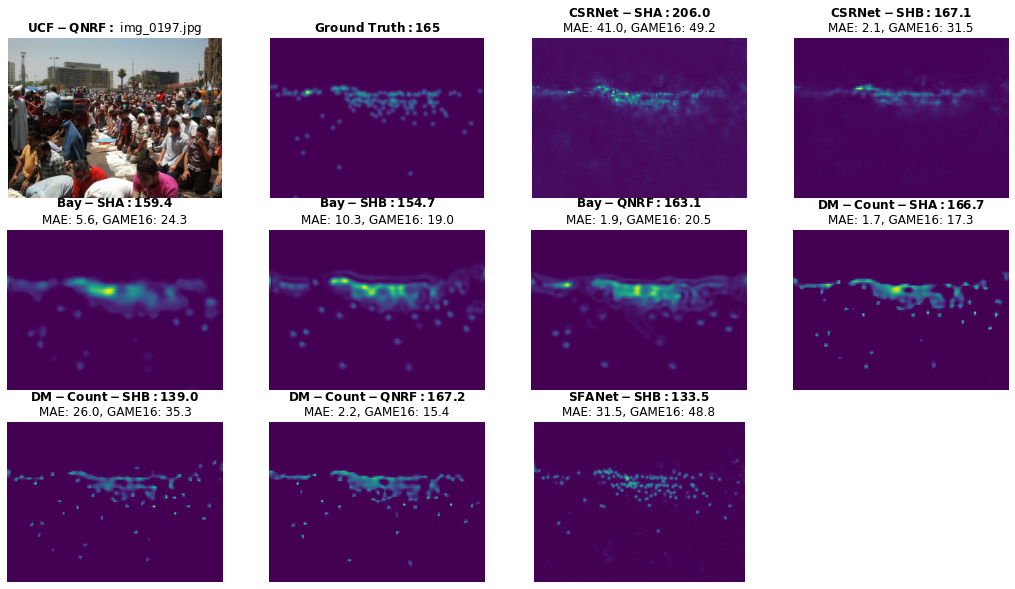 UCF − QNRF : img_0197.jpg
Ground Truth : 165
CSRNet − SHA : 206.0
MAE: 41.0, GAME16: 49.2
CSRNet − SHB : 167.1
MAE: 2.1, GAME16: 31.5
Bay − SHA : 159.4
MAE: 5.6, GAME16: 24.3
Bay − SHB : 154.7
MAE: 10.3, GAME16: 19.0
Bay − QNRF : 163.1
MAE: 1.9, GAME16: 20.5
DM − Count − SHA : 166.7
MAE: 1.7, GAME16: 17.3
DM − Count − SHB : 139.0
MAE: 26.0, GAME16: 35.3
DM − Count − QNRF : 167.2
MAE: 2.2, GAME16: 15.4
SFANet − SHB : 133.5
MAE: 31.5, GAME16: 48.8